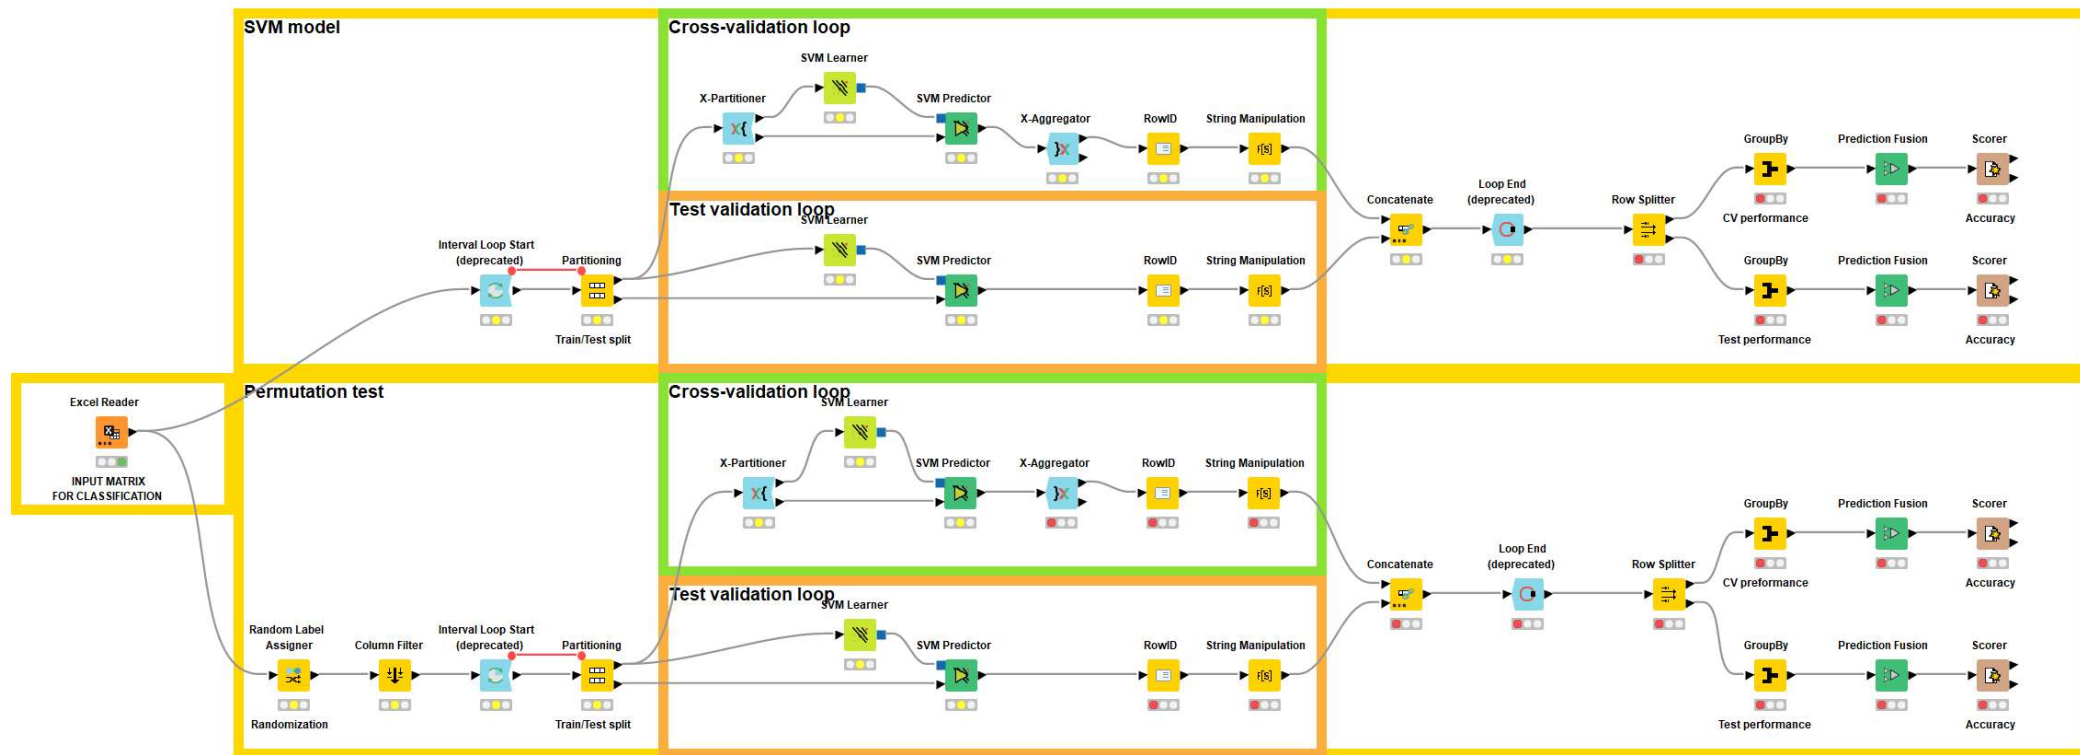 SVM model
Cross-validation loop
SVM Learner
X-Partitioner
SVM Predictor
X-Aggregator
RowID
String Manipulation
GroupBy
Prediction Fusion
Scorer
CV performance
Accuracy
Test validation loop
SVM Learner
Interval Loop Start
(deprecated)
Partitioning
Train/Test split
SVM Predictor
RowID
String Manipulation
Concatenate
Loop End
(deprecated)
Row Splitter
GroupBy
Prediction Fusion
Scorer
Test performance
Accuracy
Excel Reader
INPUT MATRIX
FOR CLASSIFICATION
Permutation test
Cross-validation loop
SVM Learner
X-Partitioner
SVM Predictor
X-Aggregator
RowID
String Manipulation
GroupBy
Prediction Fusion
Scorer
CV preformance
Accuracy
Test validation loop
SVM Learner
Random Label
Assigner
Randomization
Column Filter
Interval Loop Start
(deprecated)
Partitioning
Train/Test split
SVM Predictor
RowID
String Manipulation
Concatenate
Loop End
(deprecated)
Row Splitter
GroupBy
Prediction Fusion
Scorer
Test performance
Accuracy